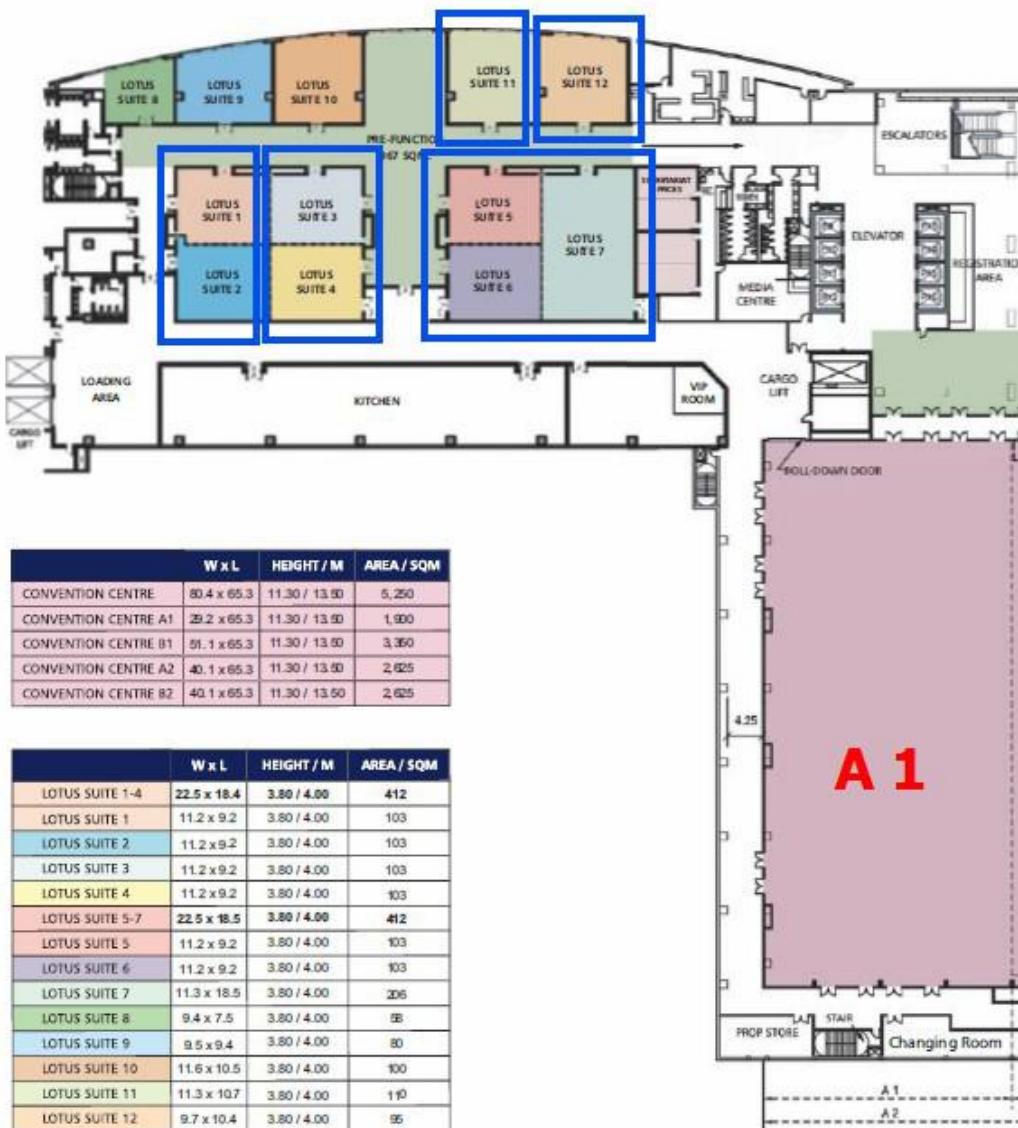 LOTUS
SUITE 8
LOTUS
SUITE 9
LOTUS
SUITE 10
LOTUS
SUITE 11
LOTUS
SUITE 12
ESCALATORS
PRE-FUNCTION
LOTUS
SUITE 1
LOTUS
SUITE 3
LOTUS
SUITE 5
LOTUS
SUITE 7
LOTUS
SUITE 2
LOTUS
SUITE 4
LOTUS
SUITE 6
ELEVATOR
MEDIA
CENTRE
REGISTRATION
AREA
LOADING
AREA
KITCHEN
VIP
ROOM
CARGO
LIFT
CARGO
LIFT
ROLL-DOWN DOOR
W x L HEIGHT / M AREA / SQM
CONVENTION CENTRE 80.4 x 65.3 11.30 / 13.50 5,250
CONVENTION CENTRE A1 29.2 x 65.3 11.30 / 13.50 1,900
CONVENTION CENTRE B1 51.1 x 65.3 11.30 / 13.50 3,350
CONVENTION CENTRE A2 40.1 x 65.3 11.30 / 13.50 2,625
CONVENTION CENTRE B2 40.1 x 65.3 11.30 / 13.50 2,625
4.25
A 1
W x L HEIGHT / M AREA / SQM
LOTUS SUITE 1-4 22.5 x 18.4 3.80 / 4.00 412
LOTUS SUITE 1 11.2 x 9.2 3.80 / 4.00 103
LOTUS SUITE 2 11.2 x 9.2 3.80 / 4.00 103
LOTUS SUITE 3 11.2 x 9.2 3.80 / 4.00 103
LOTUS SUITE 4 11.2 x 9.2 3.80 / 4.00 103
LOTUS SUITE 5-7 22.5 x 18.5 3.80 / 4.00 412
LOTUS SUITE 5 11.2 x 9.2 3.80 / 4.00 103
LOTUS SUITE 6 11.2 x 9.2 3.80 / 4.00 103
LOTUS SUITE 7 11.3 x 18.5 3.80 / 4.00 206
LOTUS SUITE 8 9.4 x 7.5 3.80 / 4.00 58
LOTUS SUITE 9 9.5 x 9.4 3.80 / 4.00 80
LOTUS SUITE 10 11.6 x 10.5 3.80 / 4.00 100
LOTUS SUITE 11 11.3 x 10.7 3.80 / 4.00 110
LOTUS SUITE 12 9.7 x 10.4 3.80 / 4.00 95
PROP STORE
STAIR
Changing Room
A 1
A 2